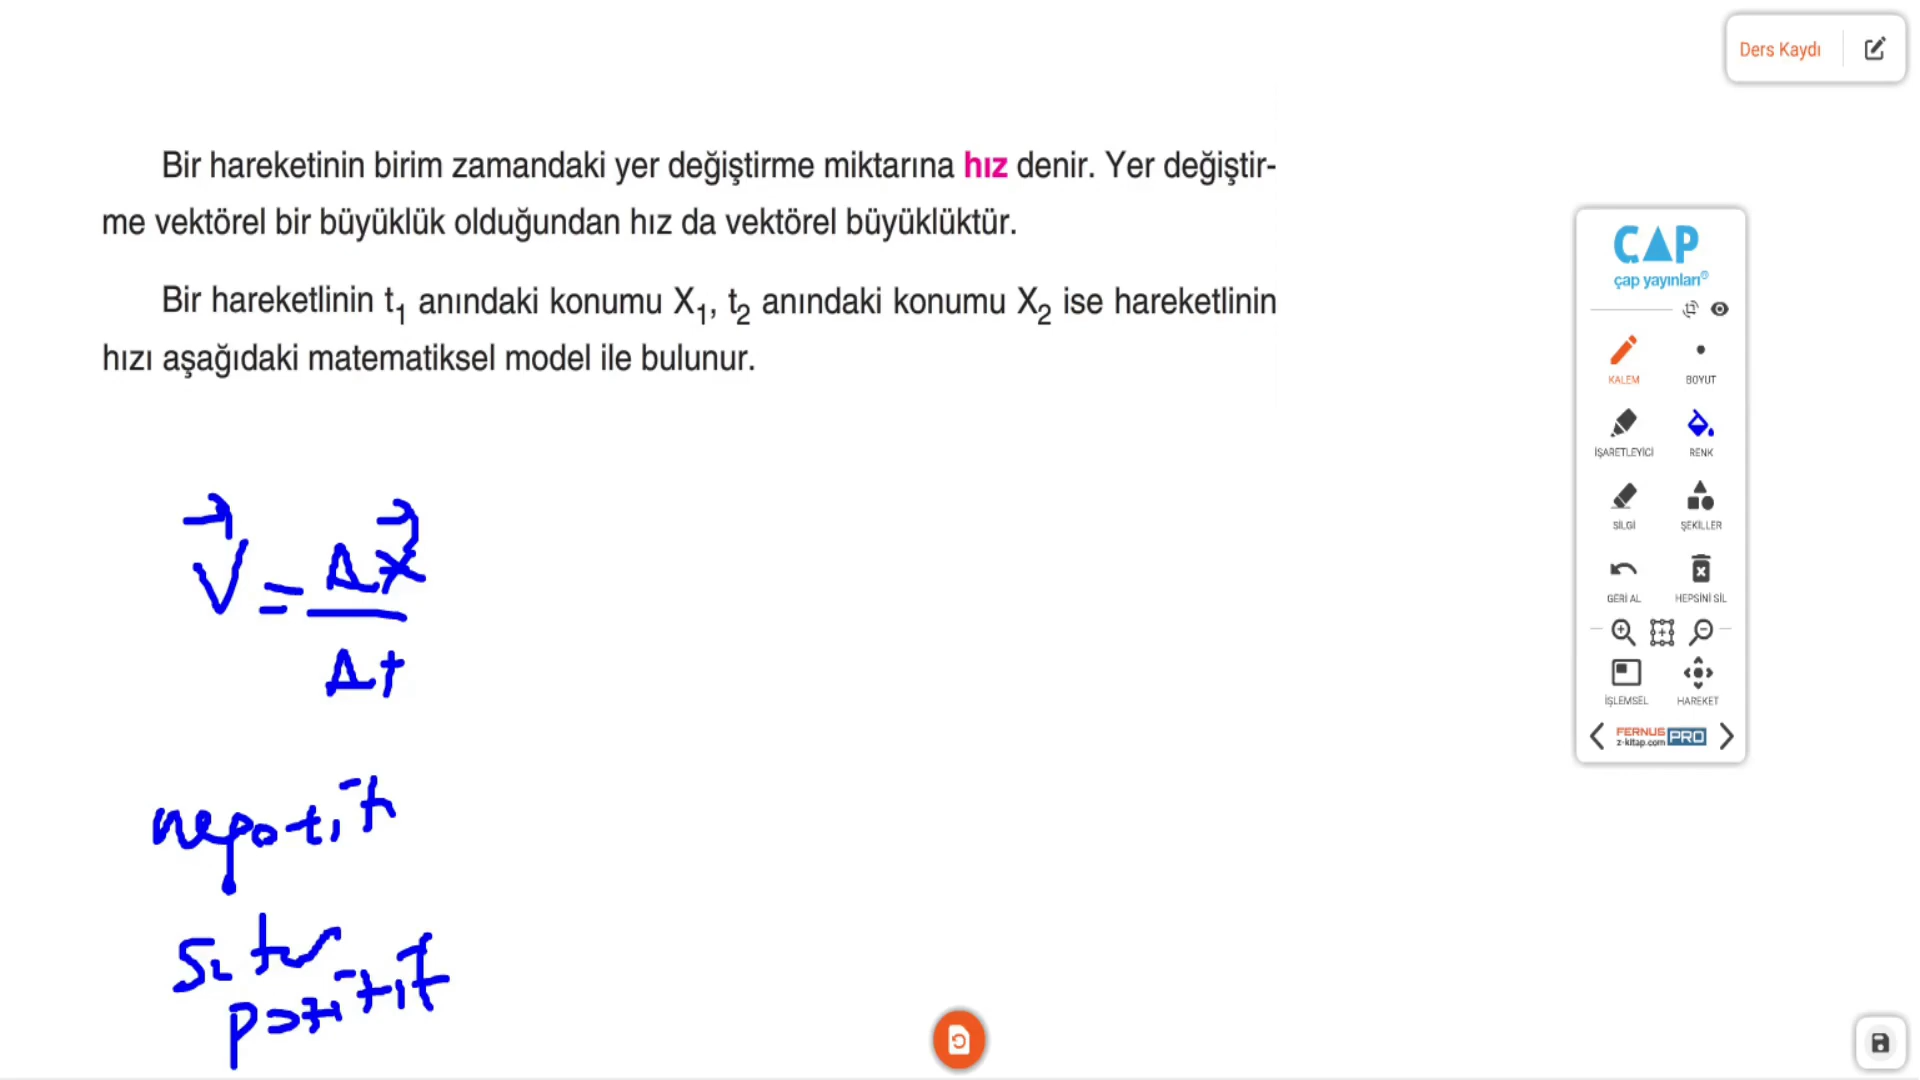 Ders Kaydı
Bir hareketinin birim zamandaki yer değiştirme miktarına hız denir. Yer değiştir-
me vektörel bir büyüklük olduğundan hız da vektörel büyüklüktür.
Bir hareketlinin t₁ anındaki konumu X₁, t₂ anındaki konumu X₂ ise hareketlinin
hızı aşağıdaki matematiksel model ile bulunur.
V = Δx
Δt
negatif
pozitif
ÇAP
çap yayınları®
KALEM BOYUT
İŞARETLEYİCİ RENK
SİLGİ ŞEKİLLER
GERİ AL HEPSİNİ SİL
İŞLEMSEL HAREKET
FERNUS
z-kitap.com PRO